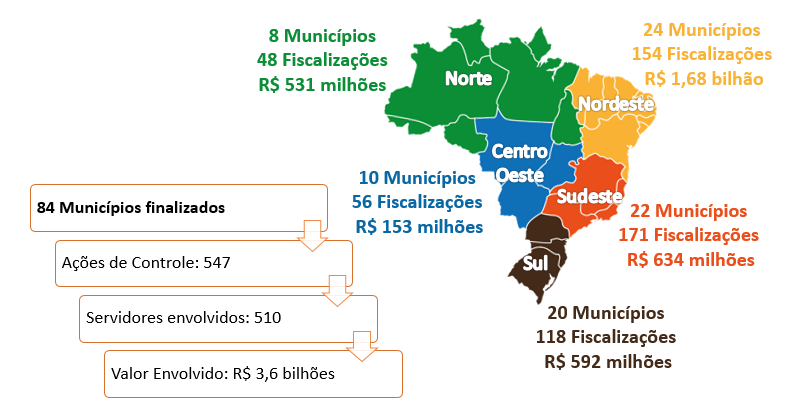 8 Municípios
48 Fiscalizações
R$ 531 milhões
Norte
24 Municípios
154 Fiscalizações
R$ 1,68 bilhão
Nordeste
Centro
Oeste
10 Municípios
56 Fiscalizações
R$ 153 milhões
Sudeste
22 Municípios
171 Fiscalizações
R$ 634 milhões
Sul
20 Municípios
118 Fiscalizações
R$ 592 milhões
84 Municípios finalizados
Ações de Controle: 547
Servidores envolvidos: 510
Valor Envolvido: R$ 3,6 bilhões